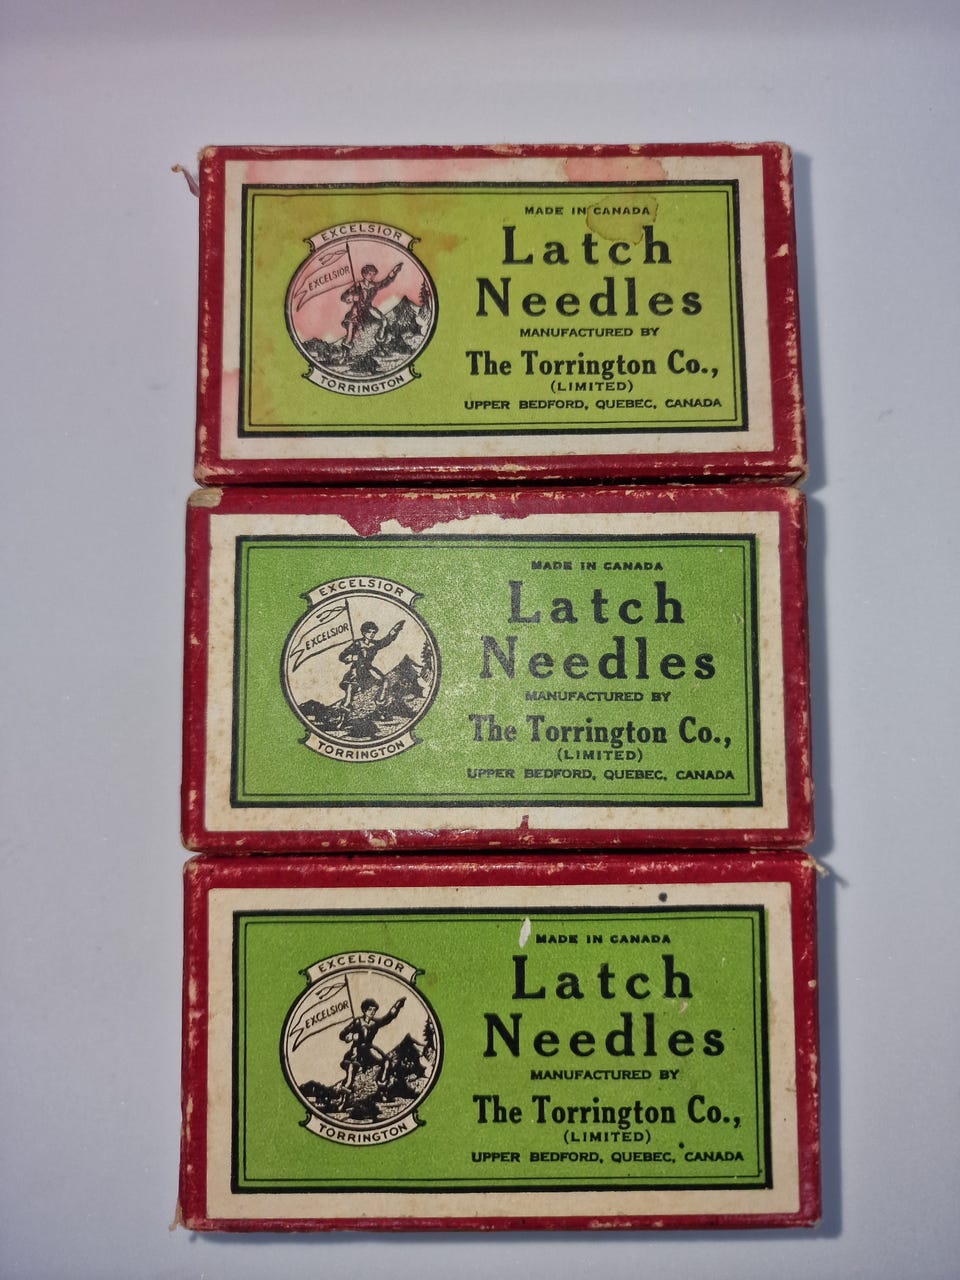 EXCELSIOR
EXCELSIOR
TORRINGTON
MADE IN CANADA
Latch
Needles
MANUFACTURED BY
The Torrington Co.,
(LIMITED)
UPPER BEDFORD, QUEBEC, CANADA
EXCELSIOR
EXCELSIOR
TORRINGTON
MADE IN CANADA
Latch
Needles
MANUFACTURED BY
The Torrington Co.,
(LIMITED)
UPPER BEDFORD, QUEBEC, CANADA
EXCELSIOR
EXCELSIOR
TORRINGTON
MADE IN CANADA
Latch
Needles
MANUFACTURED BY
The Torrington Co.,
(LIMITED)
UPPER BEDFORD, QUEBEC, CANADA